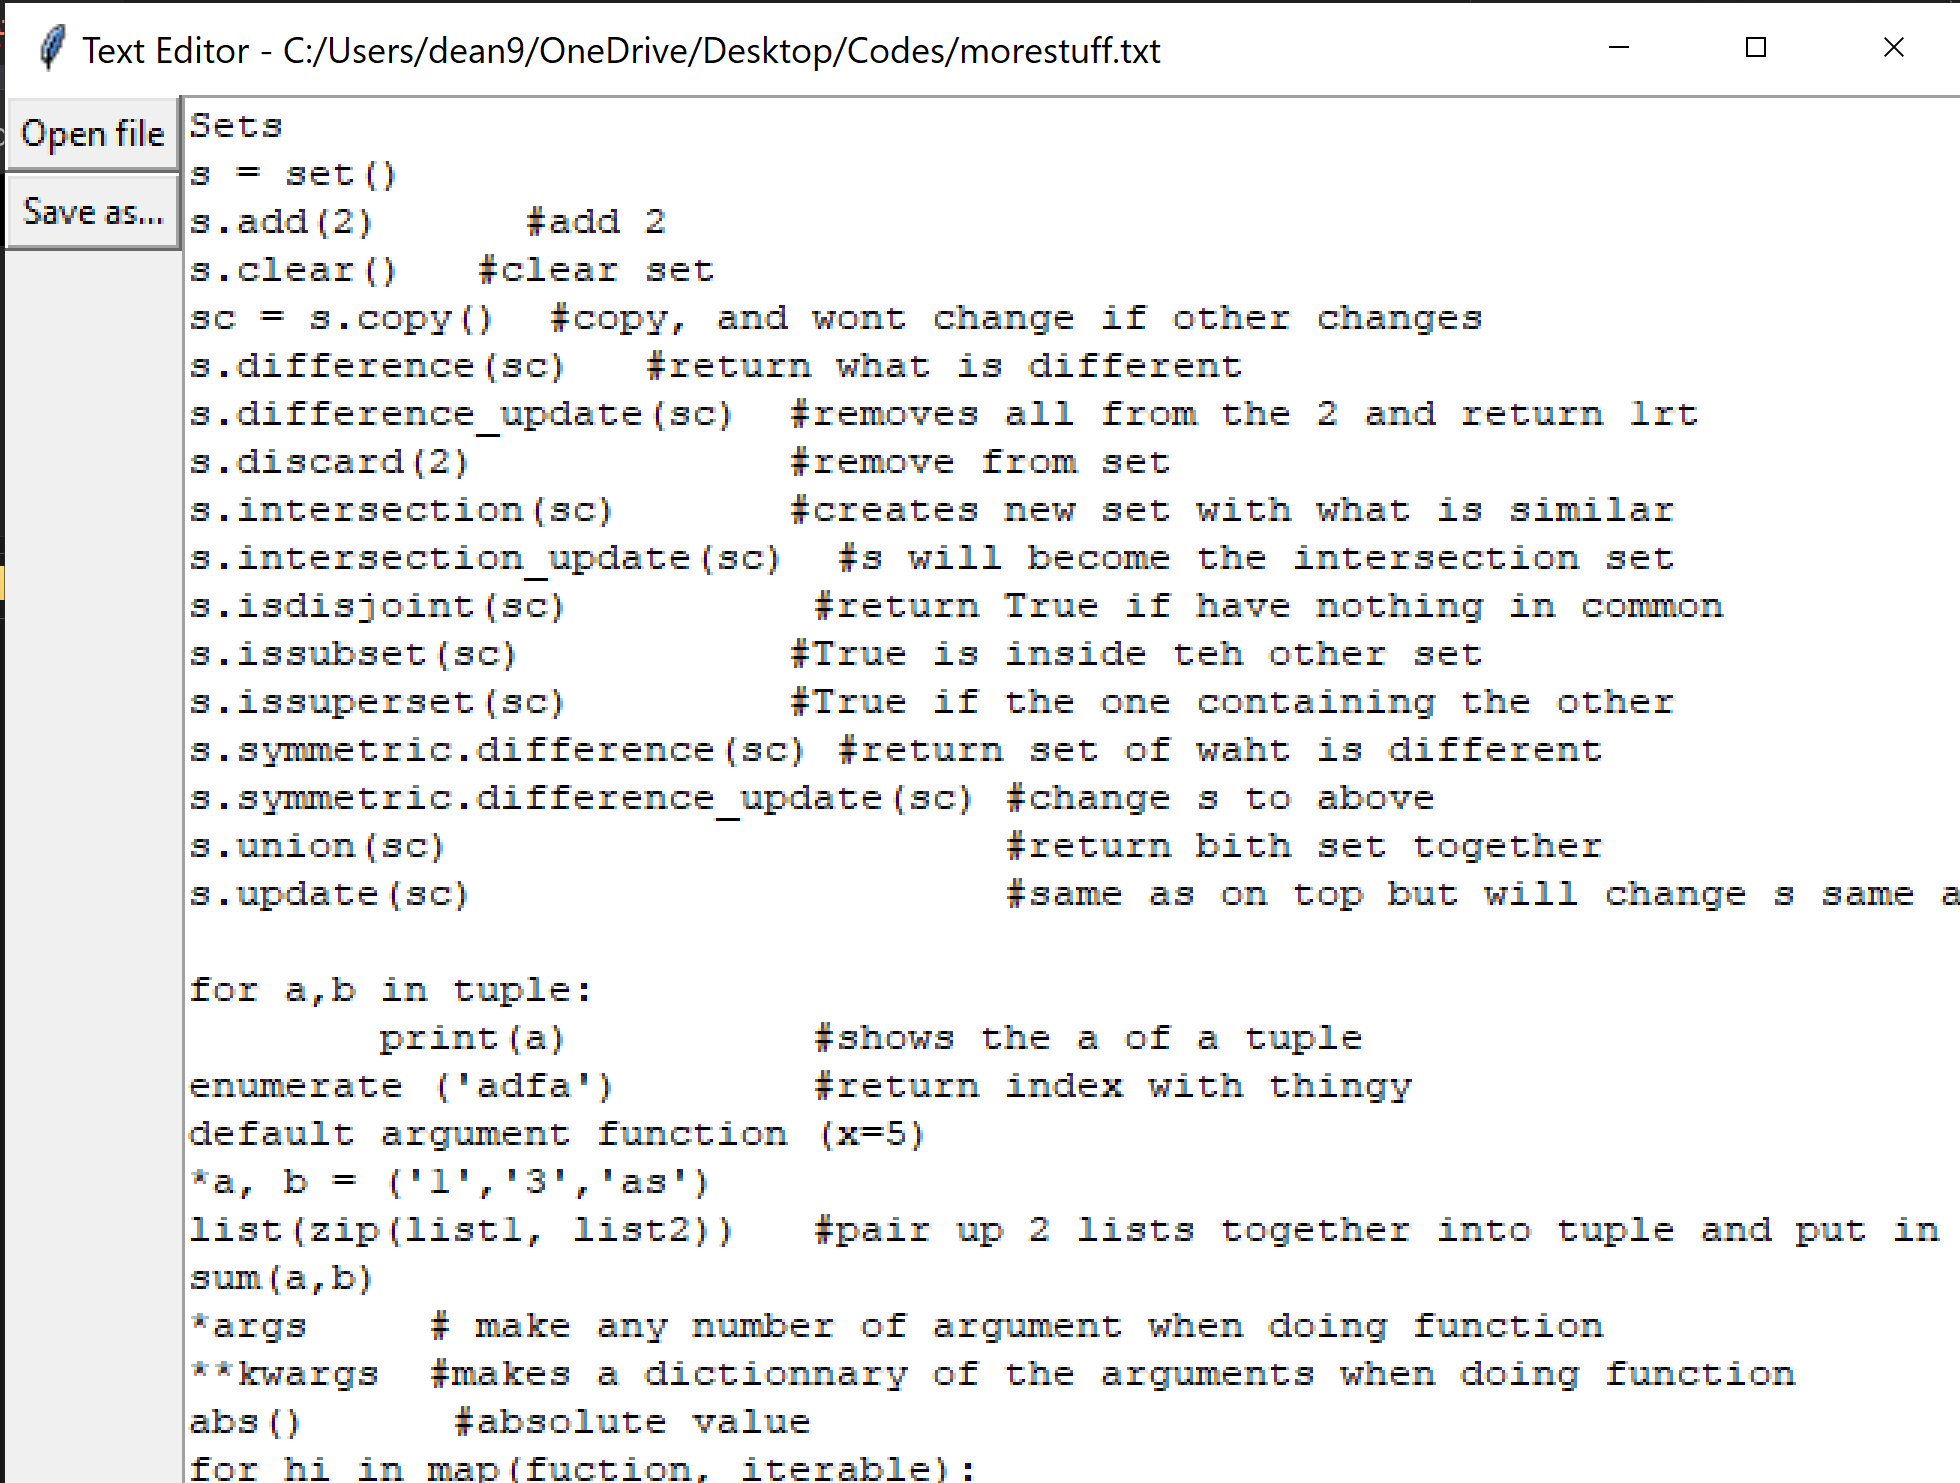 Text Editor - C:/Users/dean9/OneDrive/Desktop/Codes/morestuff.txt
Open file
Save as...
Sets
s = set()
s.add(2)      #add 2
s.clear()   #clear set
sc = s.copy()  #copy, and wont change if other changes
s.difference(sc)   #return what is different
s.difference_update(sc)  #removes all from the 2 and return lrt
s.discard(2)             #remove from set
s.intersection(sc)       #creates new set with what is similar
s.intersection_update(sc)  #s will become the intersection set
s.isdisjoint(sc)          #return True if have nothing in common
s.issubset(sc)           #True is inside teh other set
s.issuperset(sc)         #True if the one containing the other
s.symmetric.difference(sc) #return set of waht is different
s.symmetric.difference_update(sc) #change s to above
s.union(sc)                       #return bith set together
s.update(sc)                      #same as on top but will change s same a
for a,b in tuple:
        print(a)          #shows the a of a tuple
enumerate ('adfa')        #return index with thingy
default argument function (x=5)
*a, b = ('1','3','as')
list(zip(list1, list2))   #pair up 2 lists together into tuple and put in
sum(a,b)
*args     # make any number of argument when doing function
**kwargs  #makes a dictionnary of the arguments when doing function
abs()      #absolute value
for hi in map(fuction, iterable):